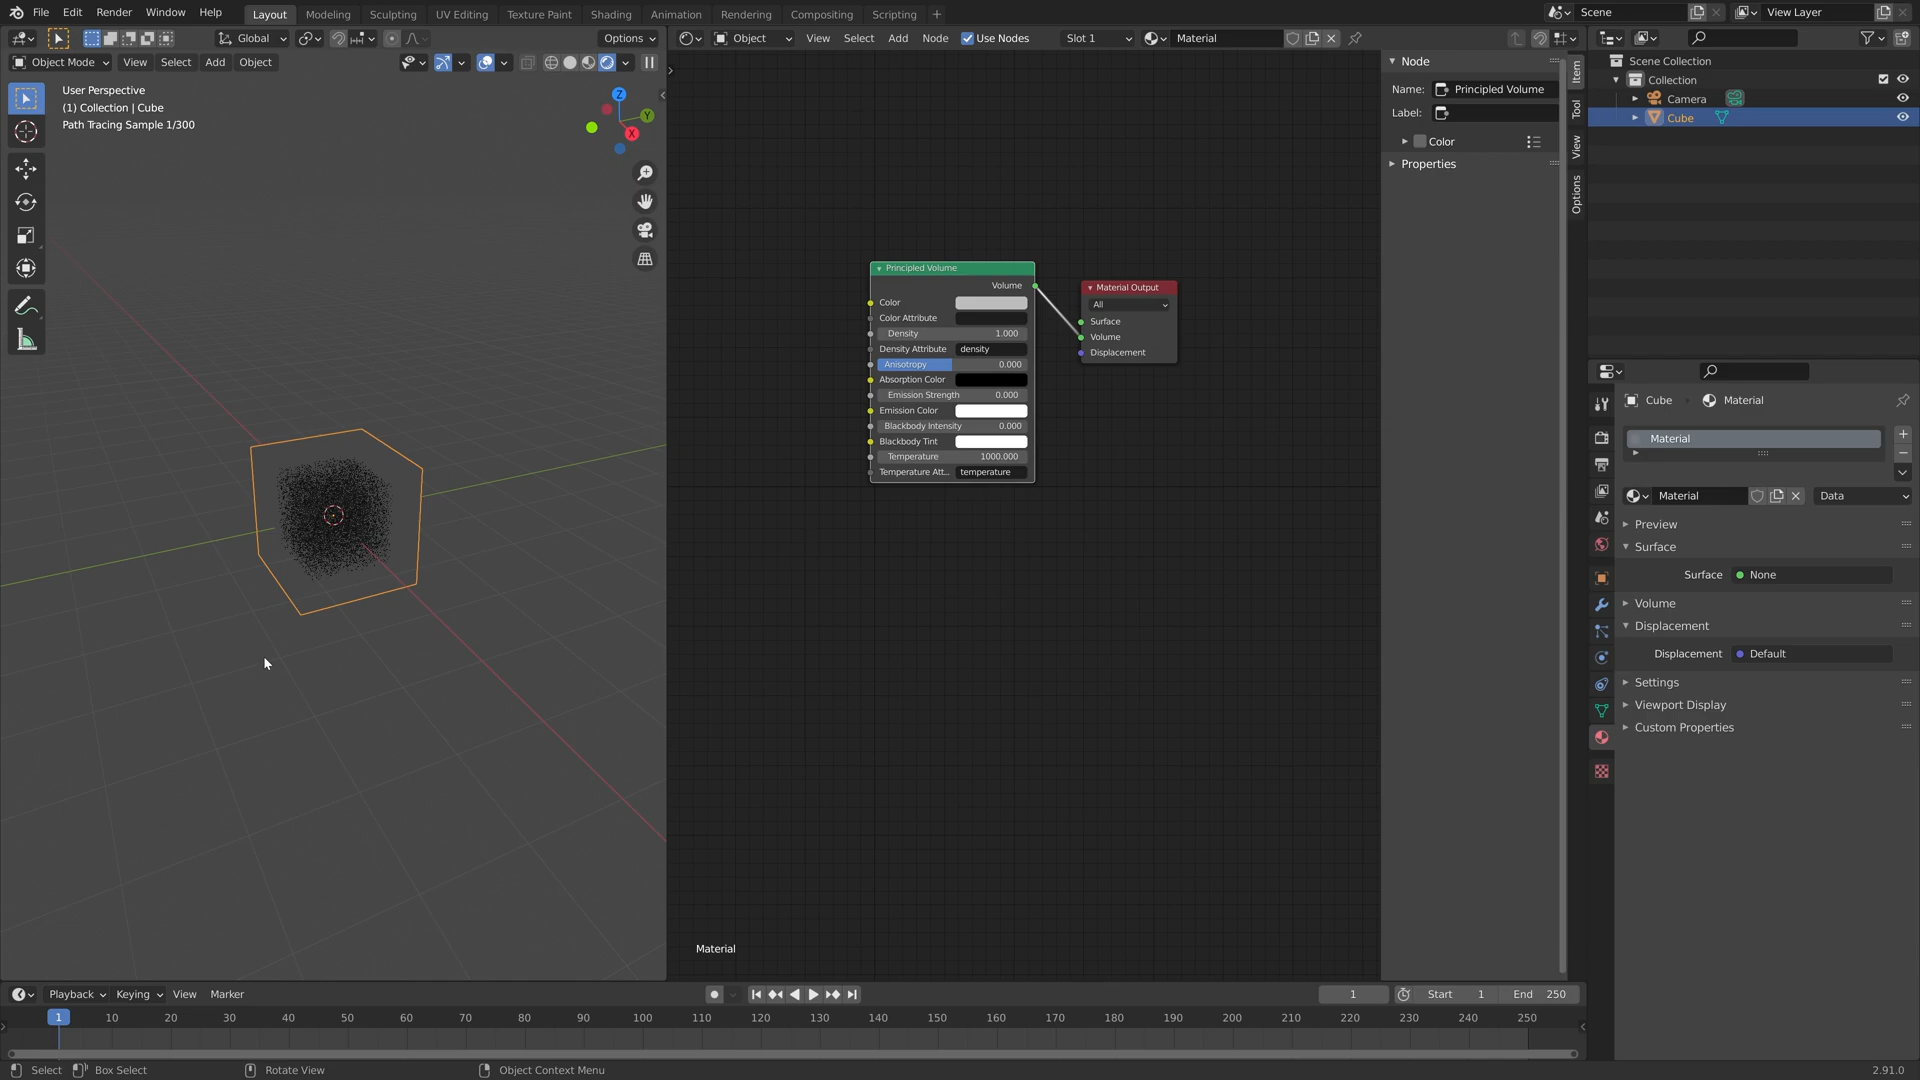 File Edit Render Window Help Layout Modeling Sculpting UV Editing Texture Paint Shading Animation Rendering Compositing Scripting + Scene View Layer
Global Options Object View Select Add Node Use Nodes Slot 1 Material
Object Mode View Select Add Object
User Perspective
(1) Collection | Cube
Path Tracing Sample 1/300
Z
Y
X
Principled Volume
Volume
Color
Color Attribute
Density 1.000
Density Attribute density
Anisotropy 0.000
Absorption Color
Emission Strength 0.000
Emission Color
Blackbody Intensity 0.000
Blackbody Tint
Temperature 1000.000
Temperature Att... temperature
Material Output
All
Surface
Volume
Displacement
Material
Node
Name: Principled Volume
Label:
Color
Properties
Item
Tool
View
Options
Scene Collection
Collection
Camera
Cube
Cube Material
Material
Material Data
Preview
Surface
Surface None
Volume
Displacement
Displacement Default
Settings
Viewport Display
Custom Properties
Playback Keying View Marker 1 Start 1 End 250
1 10 20 30 40 50 60 70 80 90 100 110 120 130 140 150 160 170 180 190 200 210 220 230 240 250
Select Box Select Rotate View Object Context Menu 2.91.0